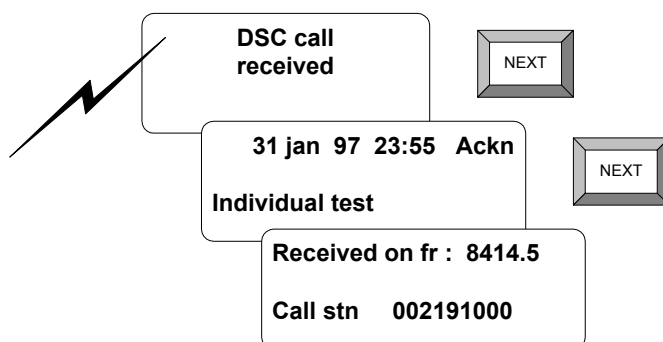 DSC call
received
NEXT
31 jan 97 23:55 Ackn
NEXT
Individual test
Received on fr : 8414.5
Call stn 002191000